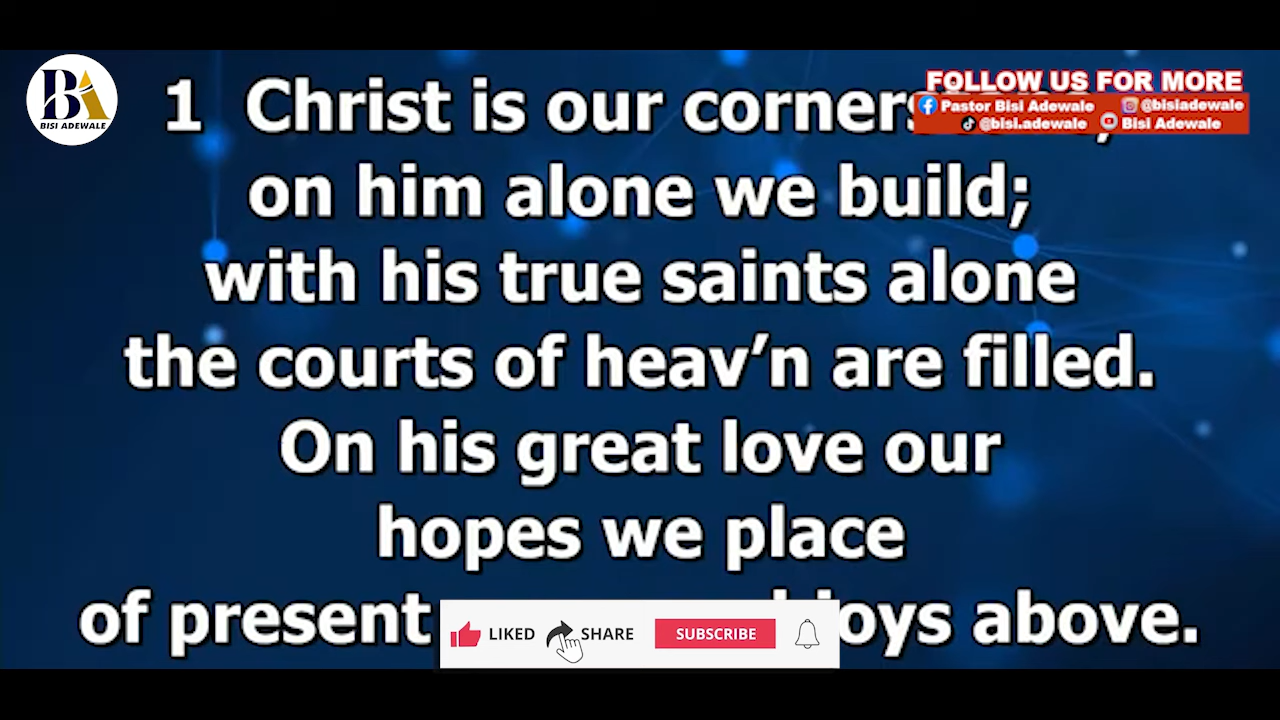 BA
BISI ADEWALE
FOLLOW US FOR MORE
Pastor Bisi Adewale @bisiadewale
@bisi.adewale Bisi Adewale
1 Christ is our
on him alone we build;
with his true saints alone
the courts of heav’n are filled.
On his great love our
hopes we place
of present joys above.
LIKED SHARE SUBSCRIBE